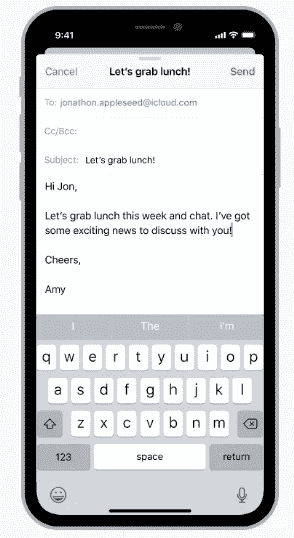 9:41
Cancel Let's grab lunch! Send
To: jonathon.appleseed@icloud.com
Cc/Bcc:
Subject: Let's grab lunch!
Hi Jon,
Let's grab lunch this week and chat. I've got
some exciting news to discuss with you!
Cheers,
Amy
I The I'm
q w e r t y u i o p
a s d f g h j k l
z x c v b n m
123 space return